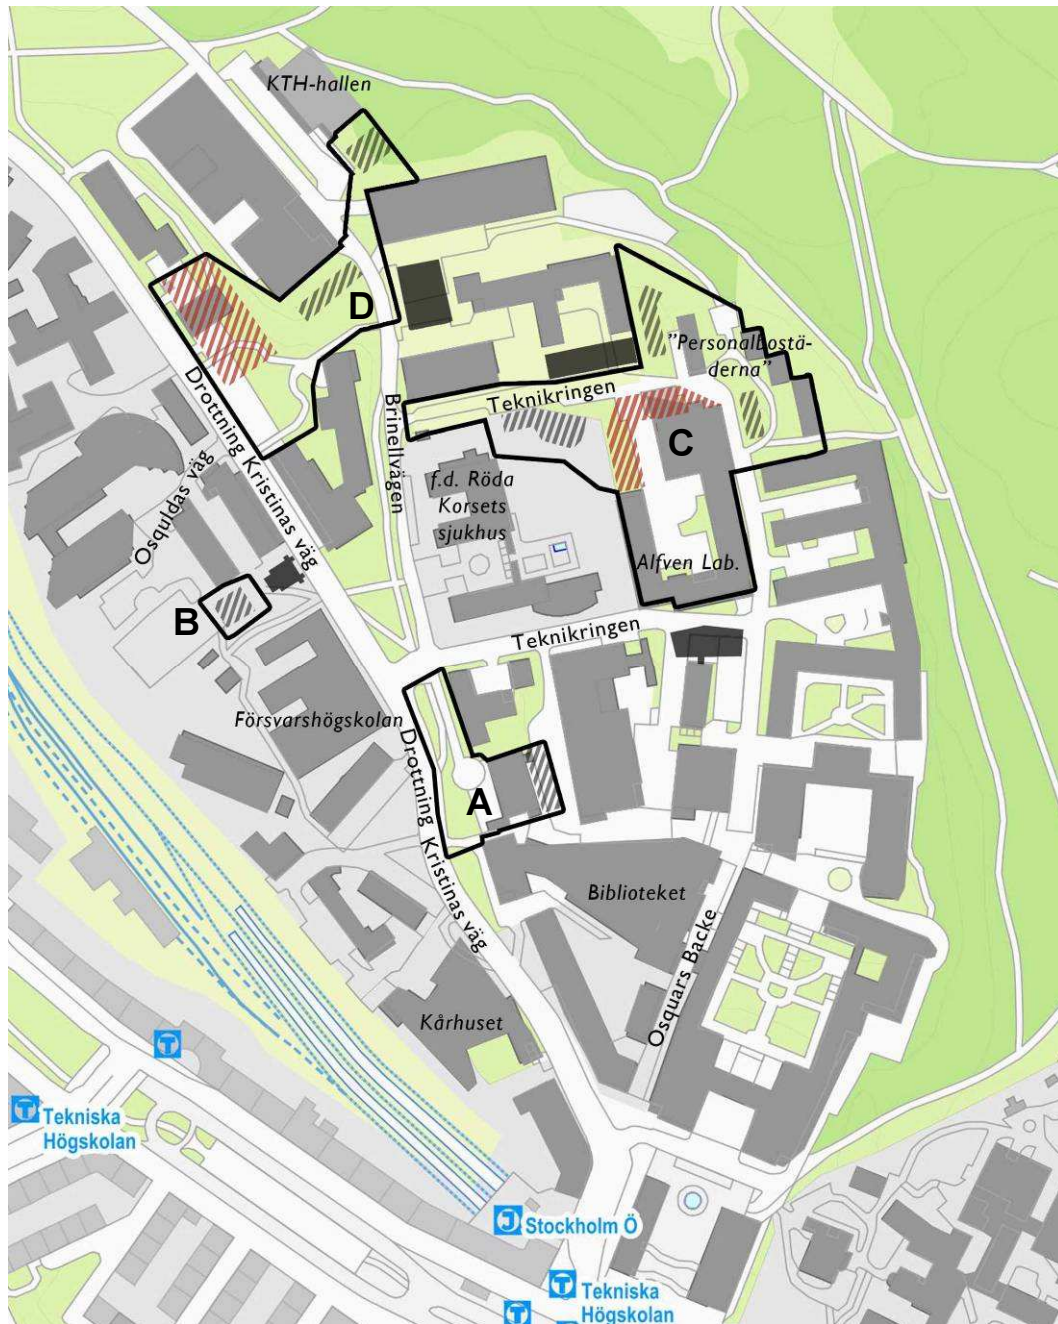 KTH-hallen
D
"Personalbostä-
derna"
Teknikringen
Drottning Kristinas väg
Brinellvägen
C
Osquldas väg
f.d. Röda
Korsets
sjukhus
Alfven Lab.
B
Teknikringen
Försvarshögskolan
Drottning Kristinas väg
A
Biblioteket
Osquars Backe
Kårhuset
T
T Tekniska
Högskolan
J Stockholm Ö
T Tekniska
Högskolan
T